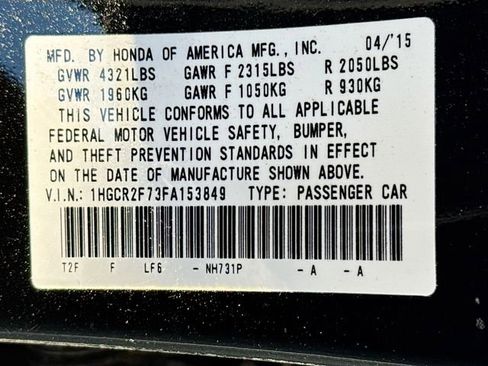 MFD. BY HONDA OF AMERICA MFG., INC. 04/'15
GVWR 4321LBS GAWR F 2315LBS R 2050LBS
GVWR 1960KG GAWR F 1050KG R 930KG
THIS VEHICLE CONFORMS TO ALL APPLICABLE
FEDERAL MOTOR VEHICLE SAFETY, BUMPER,
AND THEFT PREVENTION STANDARDS IN EFFECT
ON THE DATE OF MANUFACTURE SHOWN ABOVE.
V.I.N.: 1HGCR2F73FA153849 TYPE: PASSENGER CAR
T2F F LF6 - NH731P - A - A